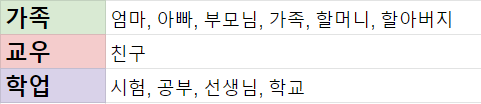 가족 엄마, 아빠, 부모님, 가족, 할머니, 할아버지
교우 친구
학업 시험, 공부, 선생님, 학교